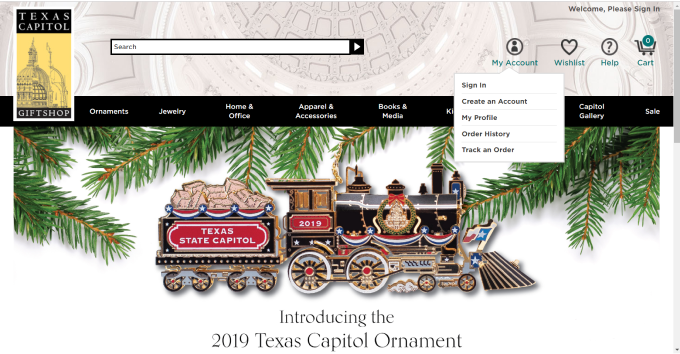 TEXAS
CAPITOL
GIFTSHOP
Welcome, Please Sign In
Search
My Account
Wishlist
Help
0
Cart
Sign In
Create an Account
My Profile
Order History
Track an Order
Ornaments
Jewelry
Home &
Office
Apparel &
Accessories
Books &
Media
Capitol
Gallery
Sale
TEXAS
STATE CAPITOL
2019
Introducing the
2019 Texas Capitol Ornament